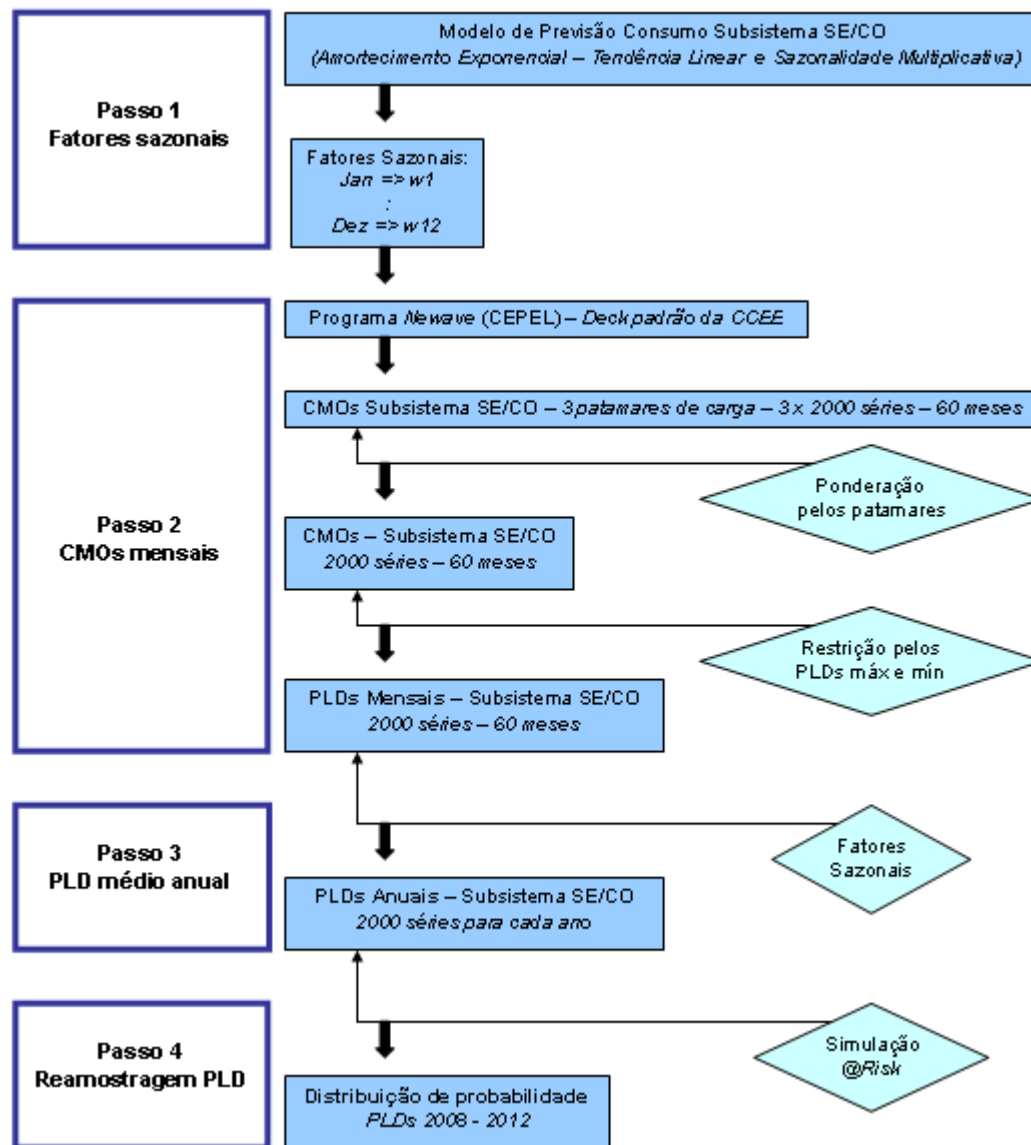 Modelo de Previsão Consumo Subsistema SE/CO
(Amortecimento Exponencial – Tendência Linear e Sazonalidade Multiplicativa)
Passo 1
Fatores sazonais
Fatores Sazonais:
Jan => w1
:
Dez => w12
Programa Newave (CEPEL) – Deck padrão da CCEE
CMOs Subsistema SE/CO – 3 patamares de carga – 3 x 2000 séries – 60 meses
Ponderação
pelos patamares
Passo 2
CMOs mensais
CMOs – Subsistema SE/CO
2000 séries – 60 meses
Restrição pelos
PLDs máx e mín
PLDs Mensais – Subsistema SE/CO
2000 séries – 60 meses
Passo 3
PLD médio anual
Fatores
Sazonais
PLDs Anuais – Subsistema SE/CO
2000 séries para cada ano
Passo 4
Reamostragem PLD
Simulação
@Risk
Distribuição de probabilidade
PLDs 2008 - 2012